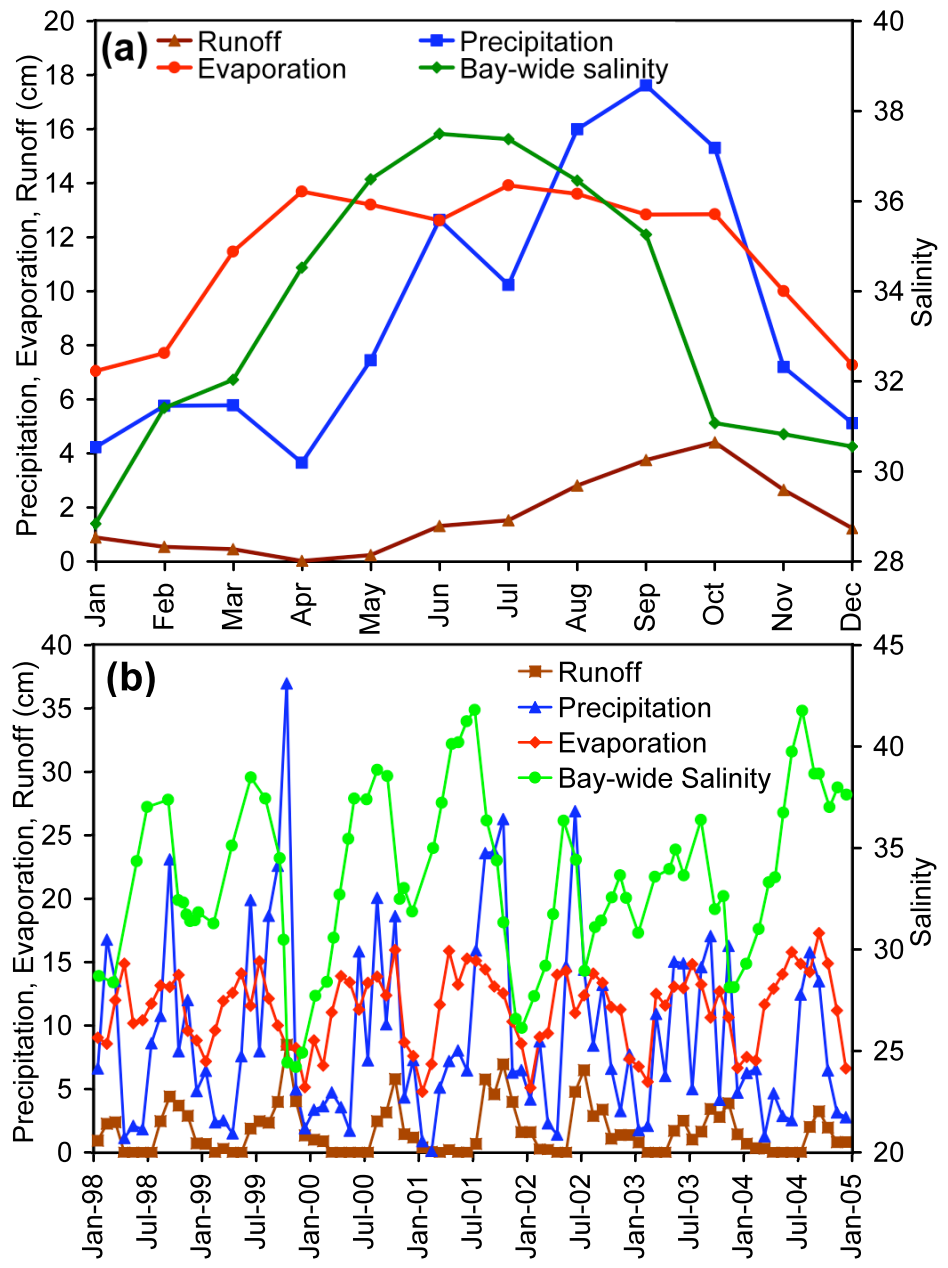 (a)
Runoff
Precipitation
Evaporation
Bay-wide salinity
Precipitation, Evaporation, Runoff (cm)
20
18
16
14
12
10
8
6
4
2
0
40
38
36
34
32
30
28
Salinity
Jan
Feb
Mar
Apr
May
Jun
Jul
Aug
Sep
Oct
Nov
Dec
(b)
Runoff
Precipitation
Evaporation
Bay-wide Salinity
Precipitation, Evaporation, Runoff (cm)
40
35
30
25
20
15
10
5
0
45
40
35
30
25
20
Salinity
Jan-98
Jul-98
Jan-99
Jul-99
Jan-00
Jul-00
Jan-01
Jul-01
Jan-02
Jul-02
Jan-03
Jul-03
Jan-04
Jul-04
Jan-05